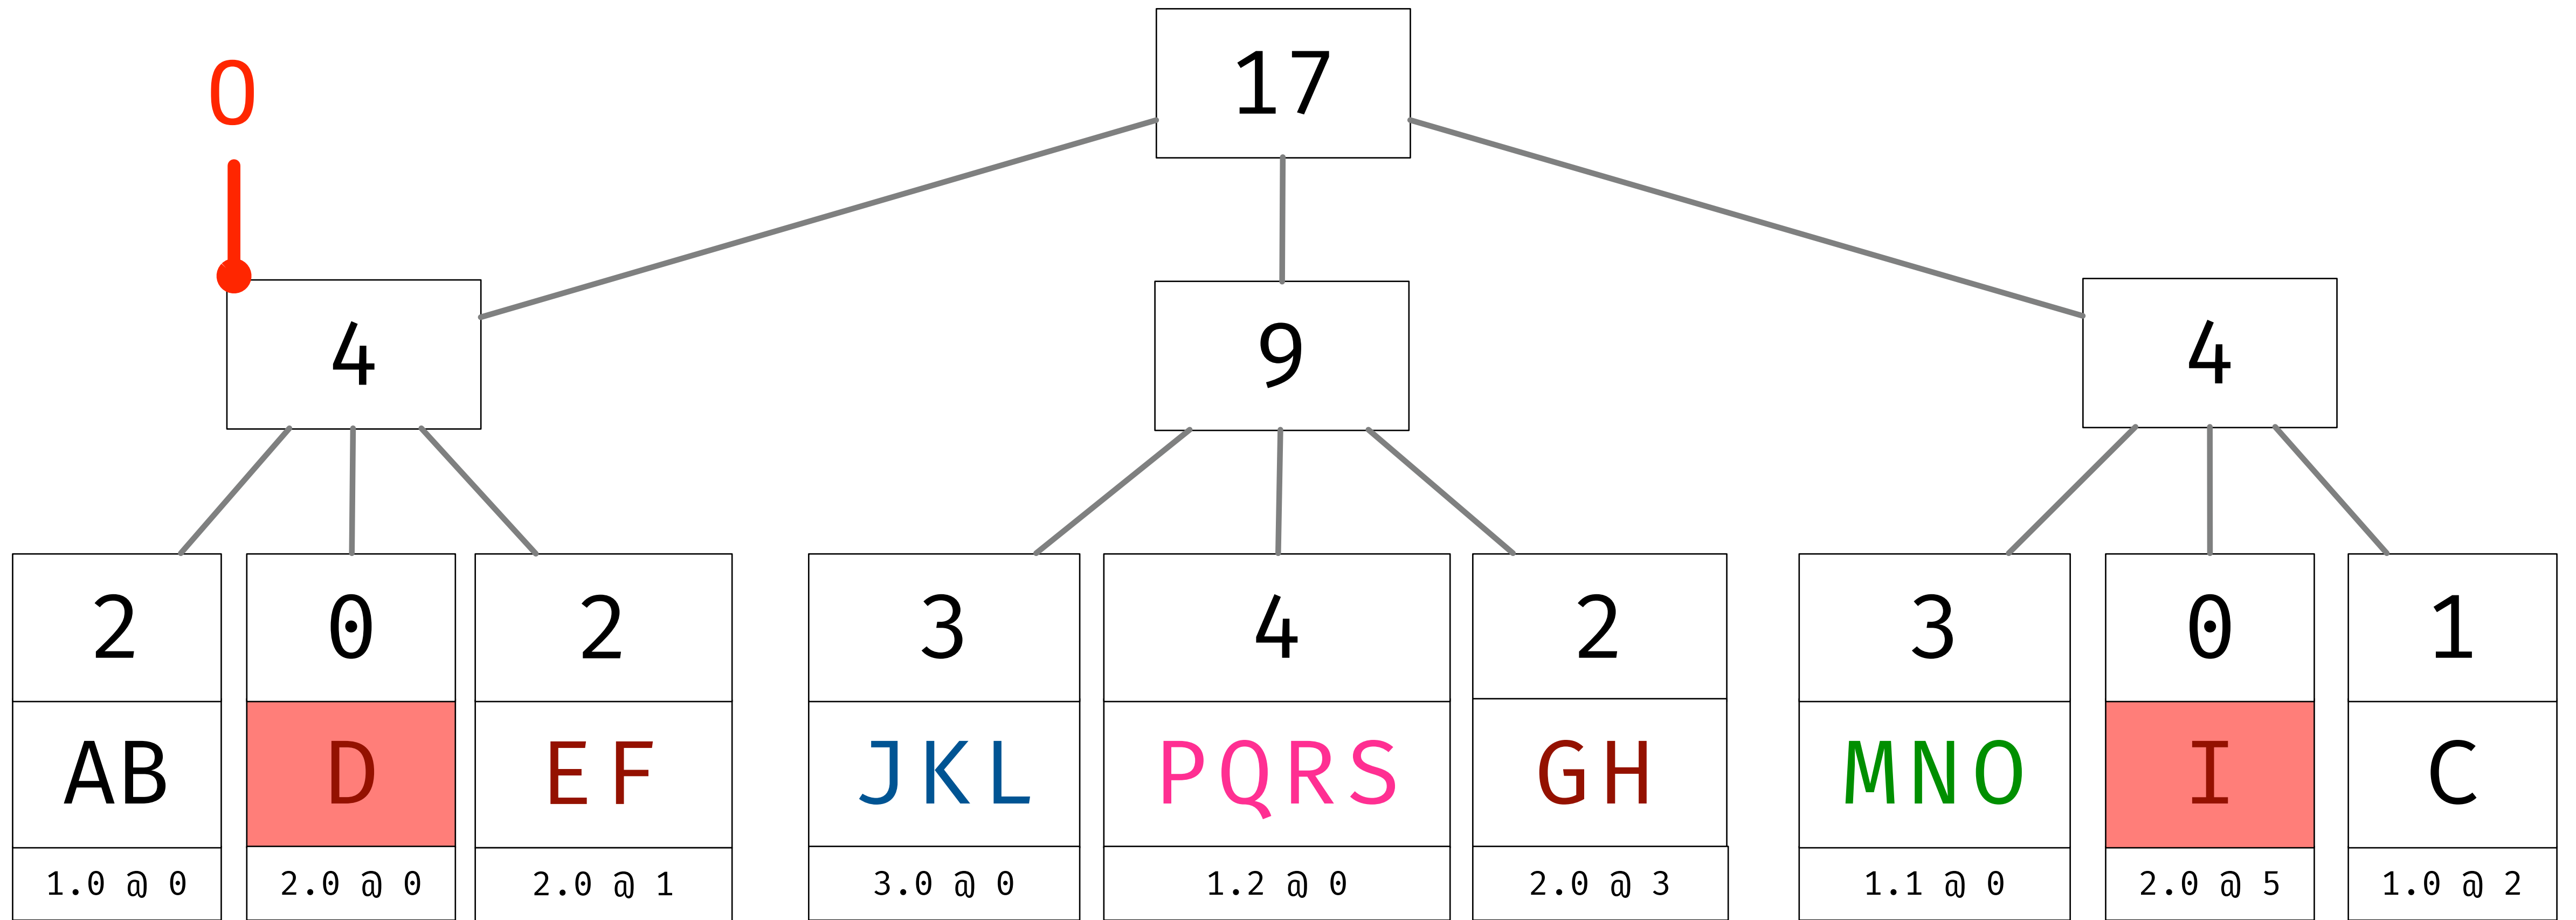 0
17
4 9 4
2 0 2 3 4 2 3 0 1
AB D EF JKL PQRS GH MNO I C
1.0 @ 0 2.0 @ 0 2.0 @ 1 3.0 @ 0 1.2 @ 0 2.0 @ 3 1.1 @ 0 2.0 @ 5 1.0 @ 2